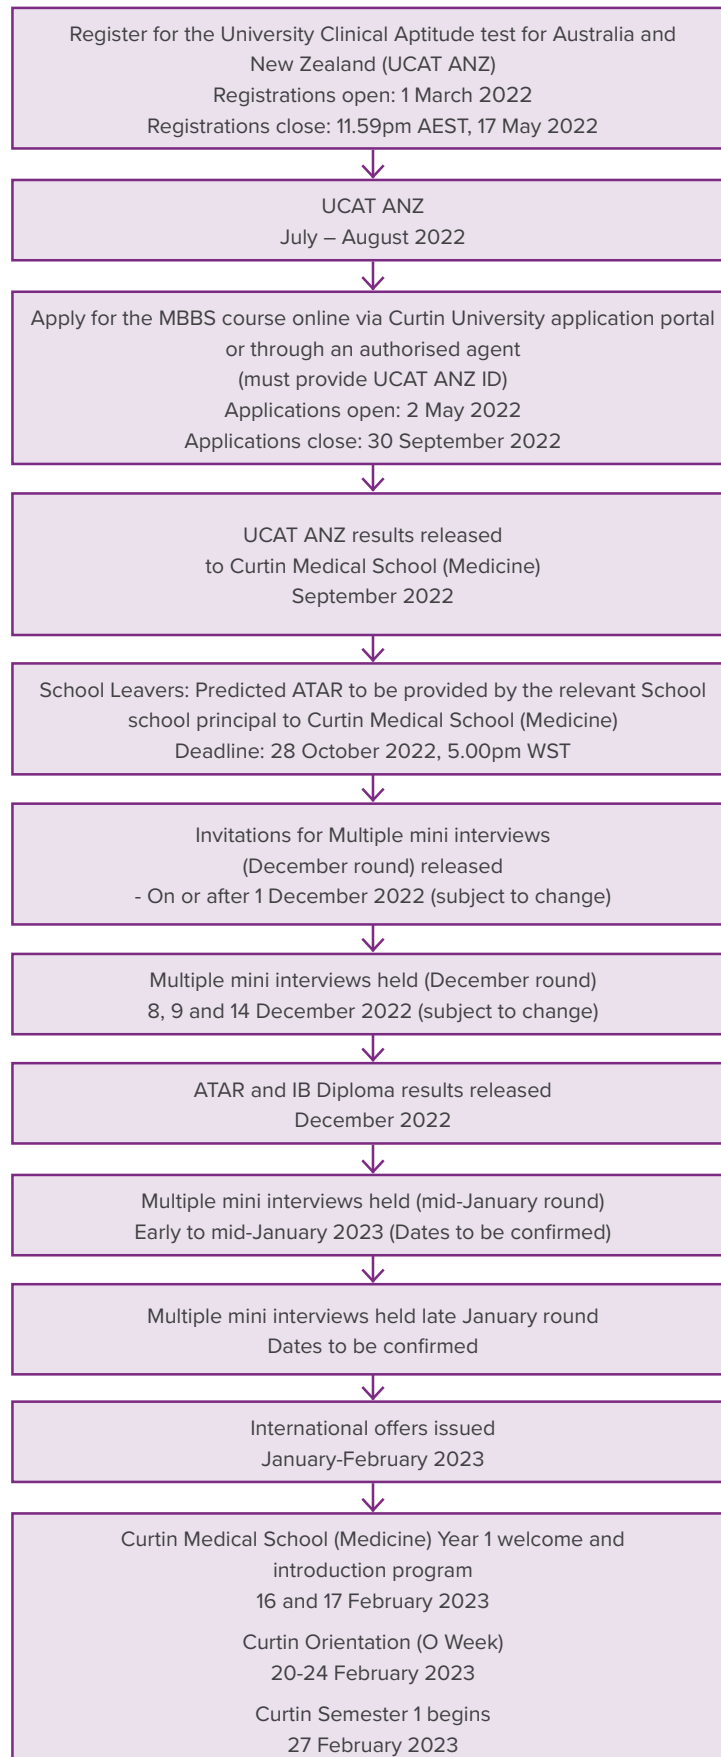 Register for the University Clinical Aptitude test for Australia and
New Zealand (UCAT ANZ)
Registrations open: 1 March 2022
Registrations close: 11.59pm AEST, 17 May 2022
UCAT ANZ
July – August 2022
Apply for the MBBS course online via Curtin University application portal
or through an authorised agent
(must provide UCAT ANZ ID)
Applications open: 2 May 2022
Applications close: 30 September 2022
UCAT ANZ results released
to Curtin Medical School (Medicine)
September 2022
School Leavers: Predicted ATAR to be provided by the relevant School
school principal to Curtin Medical School (Medicine)
Deadline: 28 October 2022, 5.00pm WST
Invitations for Multiple mini interviews
(December round) released
- On or after 1 December 2022 (subject to change)
Multiple mini interviews held (December round)
8, 9 and 14 December 2022 (subject to change)
ATAR and IB Diploma results released
December 2022
Multiple mini interviews held (mid-January round)
Early to mid-January 2023 (Dates to be confirmed)
Multiple mini interviews held late January round
Dates to be confirmed
International offers issued
January-February 2023
Curtin Medical School (Medicine) Year 1 welcome and
introduction program
16 and 17 February 2023
Curtin Orientation (O Week)
20-24 February 2023
Curtin Semester 1 begins
27 February 2023